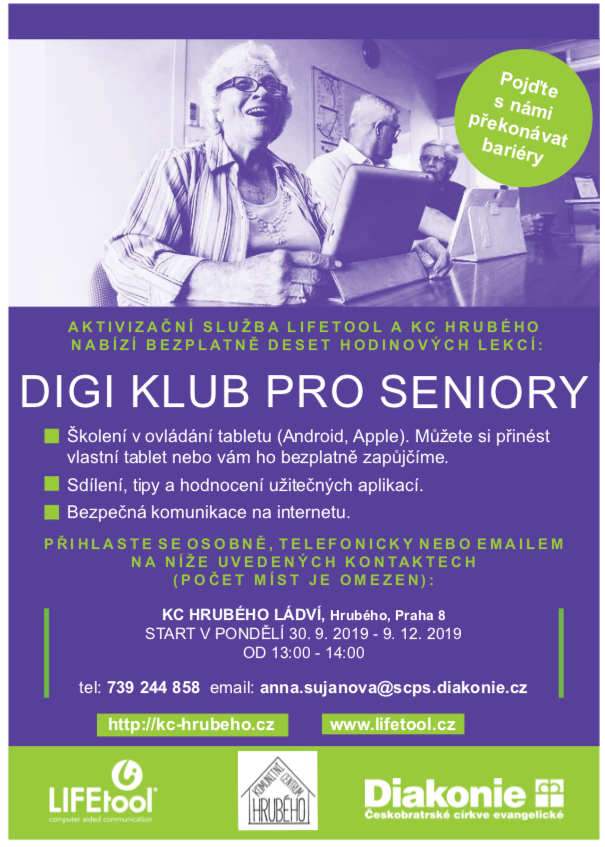 Pojďte
s námi
překonávat
bariéry
AKTIVIZAČNÍ SLUŽBA LIFETOOL A KC HRUBÉHO
NABÍZÍ BEZPLATNĚ DESET HODINOVÝCH LEKCÍ:
DIGI KLUB PRO SENIORY
Školení v ovládání tabletu (Android, Apple). Můžete si přinést
vlastní tablet nebo vám ho bezplatně zapůjčíme.
Sdílení, tipy a hodnocení užitečných aplikací.
Bezpečná komunikace na internetu.
PŘIHLASTE SE OSOBNĚ, TELEFONICKY NEBO EMAILEM
NA NÍŽE UVEDENÝCH KONTAKTECH
(POČET MÍST JE OMEZEN):
KC HRUBÉHO LÁDVÍ, Hrubého, Praha 8
START V PONDĚLÍ 30. 9. 2019 - 9. 12. 2019
OD 13:00 - 14:00
tel: 739 244 858 email: anna.sujanova@scps.diakonie.cz
http://kc-hrubeho.cz www.lifetool.cz
LIFEtool
computer aided communication
KOMUNITNÍ CENTRUM
HRUBÉHO
Diakonie
Českobratrské církve evangelické